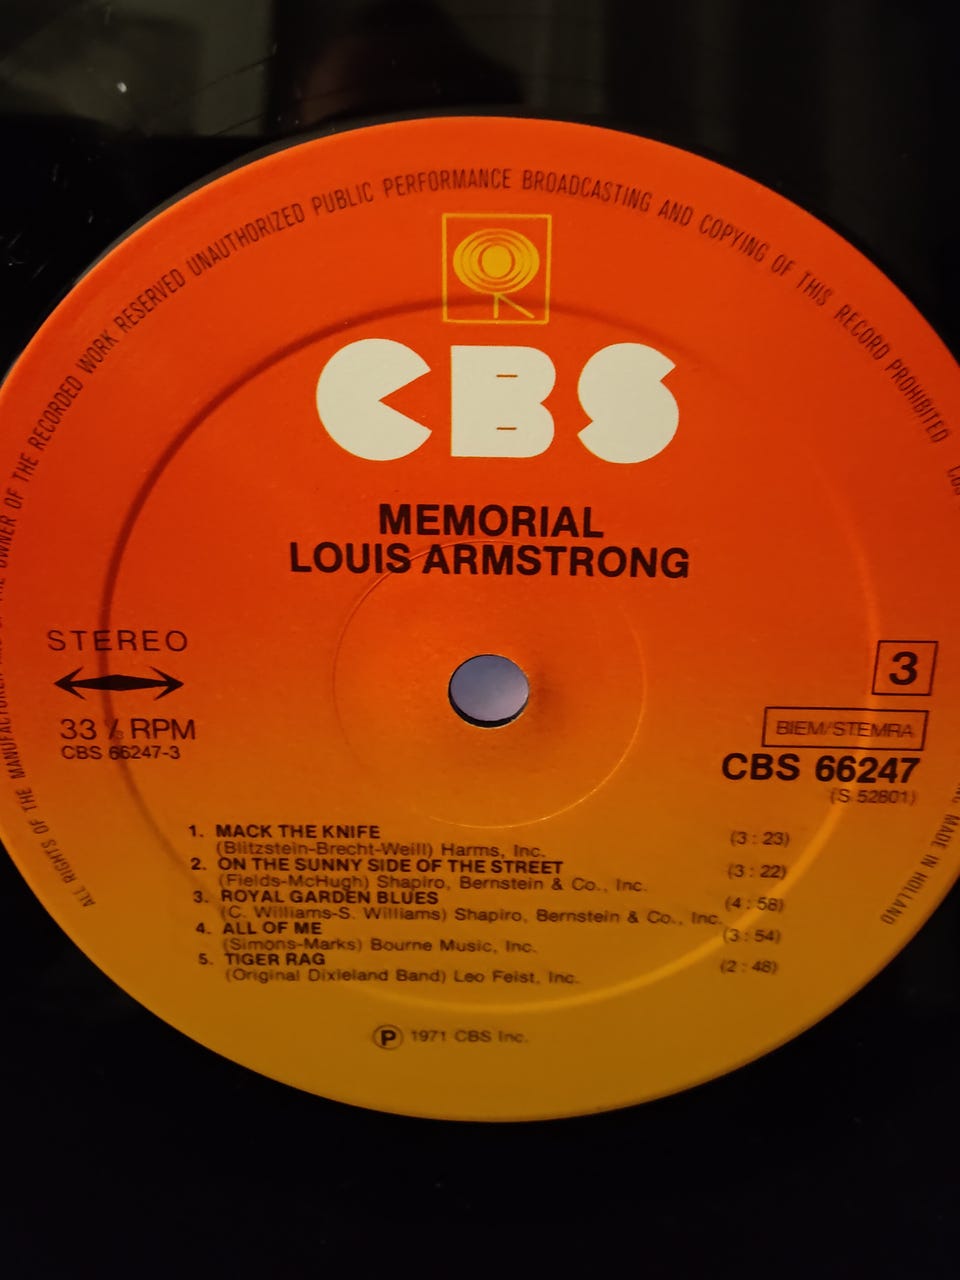 ALL RIGHTS OF THE MANUFACTURER AND OF THE OWNER OF THE RECORDED WORK RESERVED UNAUTHORIZED PUBLIC PERFORMANCE BROADCASTING AND COPYING OF THIS RECORD PROHIBITED
MADE IN HOLLAND
CBS
MEMORIAL
LOUIS ARMSTRONG
STEREO
33 ⅓ RPM
CBS 66247-3
3
BIEM/STEMRA
CBS 66247
(S 52801)
1. MACK THE KNIFE (3:23)
(Blitzstein-Brecht-Weill) Harms, Inc.
2. ON THE SUNNY SIDE OF THE STREET (3:22)
(Fields-McHugh) Shapiro, Bernstein & Co., Inc.
3. ROYAL GARDEN BLUES (4:58)
(C. Williams-S. Williams) Shapiro, Bernstein & Co., Inc.
4. ALL OF ME (3:54)
(Simons-Marks) Bourne Music, Inc.
5. TIGER RAG (2:48)
(Original Dixieland Band) Leo Feist, Inc.
Ⓟ 1971 CBS Inc.